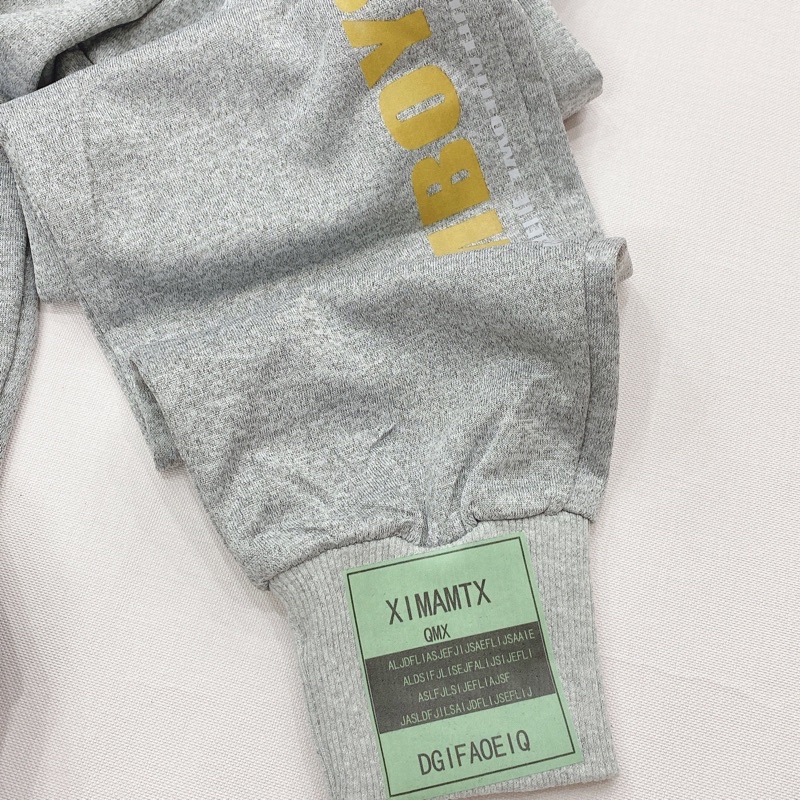 BOY
XIMAMTX
QMX
ALJDFLIASJEFJIJSAEFLIJSAAIE
ALDSIFJLISEJFALIJSIJEFLI
ASLFJLSIJEFLIAJSF
JASLDFJILSAIJDFLIJSEFLIJ
DGIFAOEIQ